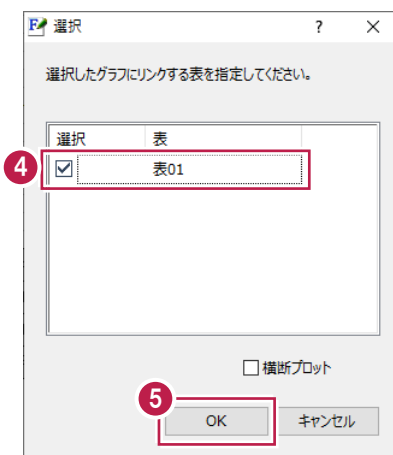 選択 ? ×
選択したグラフにリンクする表を指定してください。
選択 表
4
表01
横断プロット
5
OK キャンセル